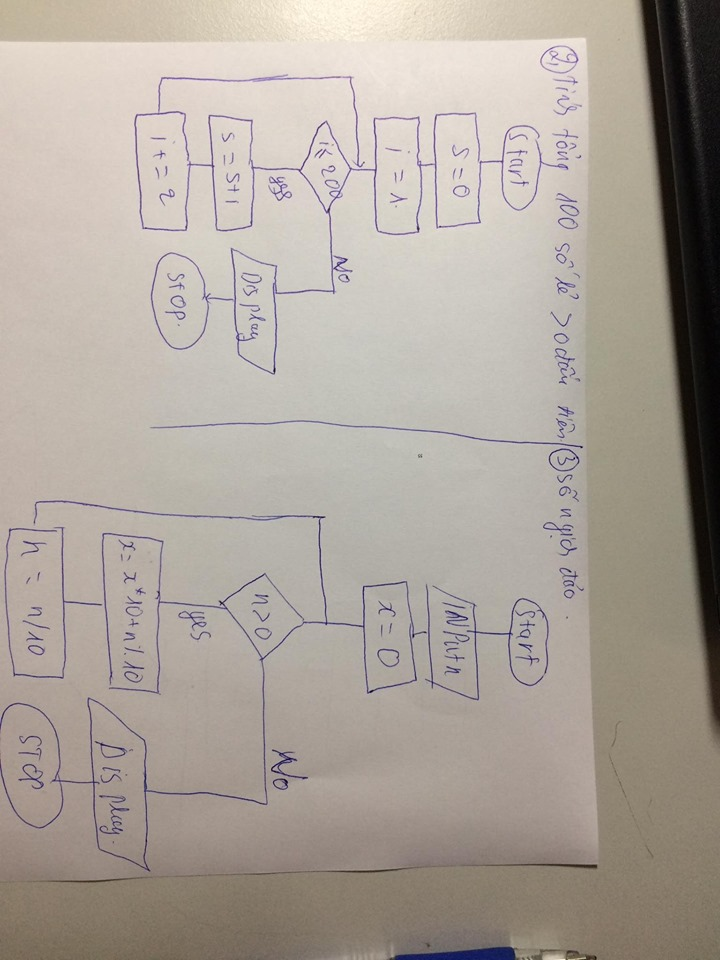 2, Tính tổng 100 số lẻ > 0 đầu tiên
Start
S = 0
i = 1.
i ≤ 200
yes
No
S = S + i
i + = 2
Display
STOP.
3 Số nghịch đảo.
Start
INPut n
x = 0
n > 0
yes
No
x = x * 10 + n % 10
n = n / 10
Display.
STOP